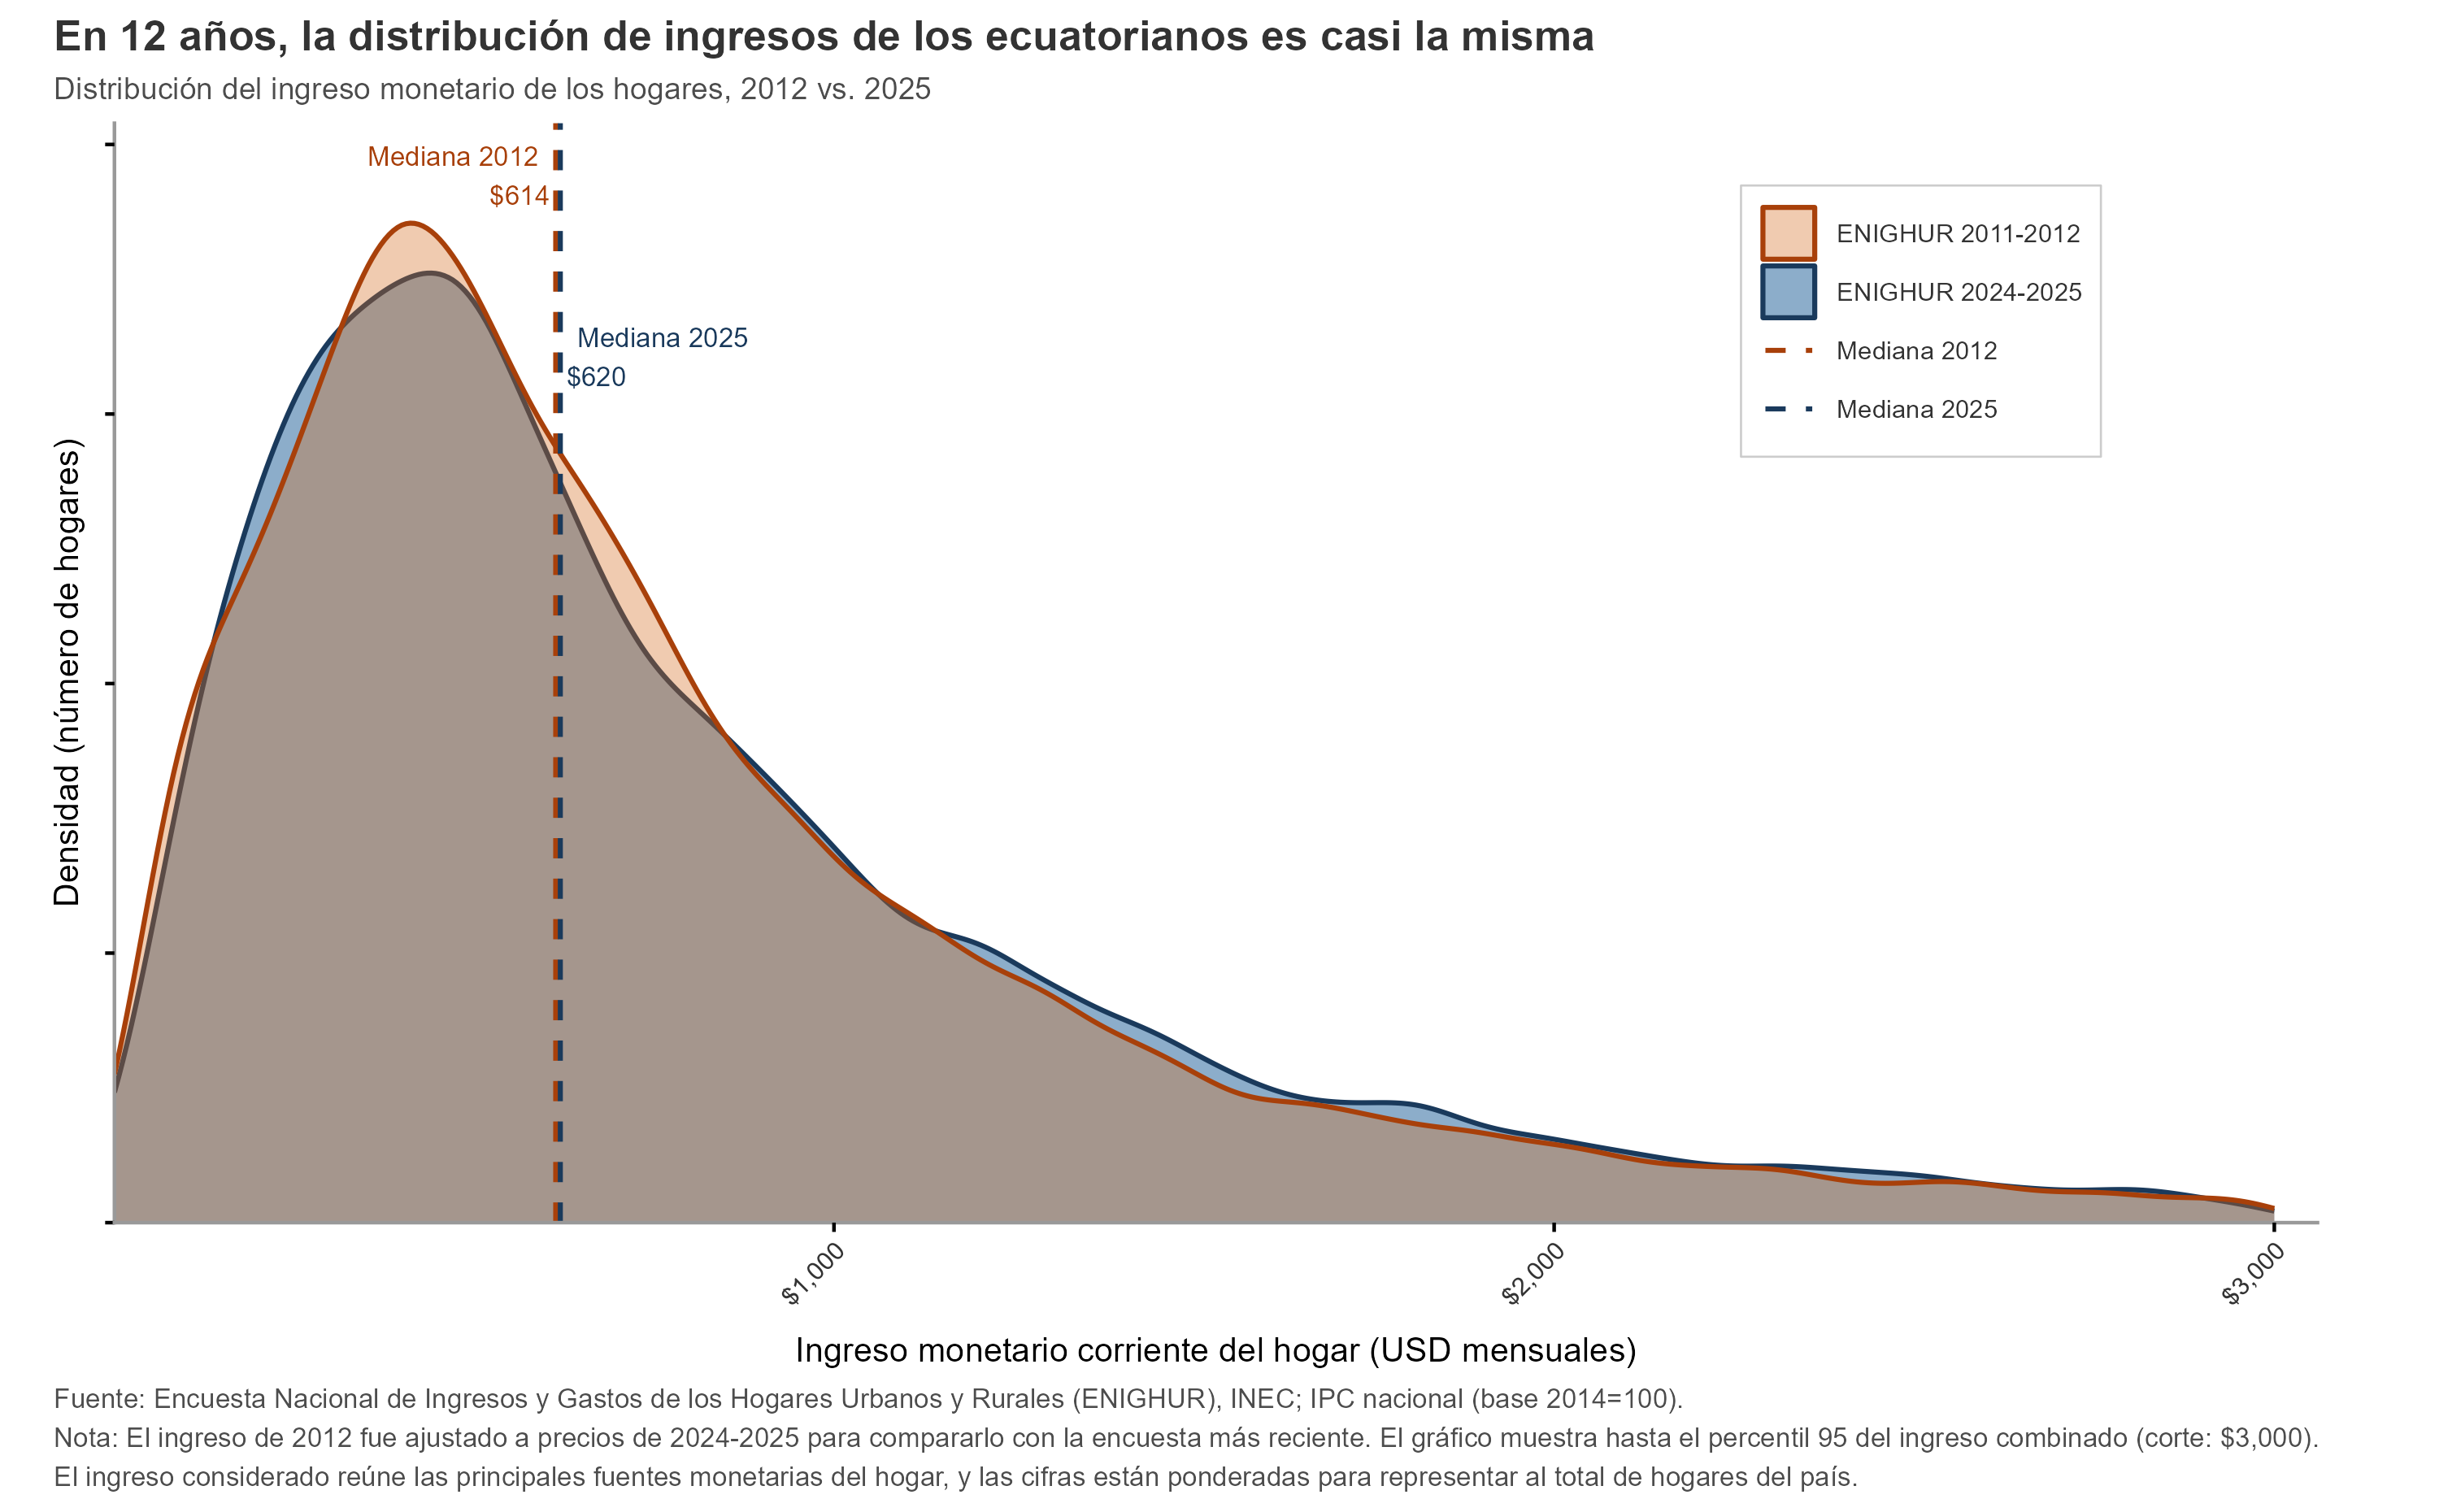 En 12 años, la distribución de ingresos de los ecuatorianos es casi la misma
Distribución del ingreso monetario de los hogares, 2012 vs. 2025
Mediana 2012
$614
Mediana 2025
$620
ENIGHUR 2011-2012
ENIGHUR 2024-2025
Mediana 2012
Mediana 2025
Densidad (número de hogares)
$1,000
$2,000
$3,000
Ingreso monetario corriente del hogar (USD mensuales)
Fuente: Encuesta Nacional de Ingresos y Gastos de los Hogares Urbanos y Rurales (ENIGHUR), INEC; IPC nacional (base 2014=100).
Nota: El ingreso de 2012 fue ajustado a precios de 2024-2025 para compararlo con la encuesta más reciente. El gráfico muestra hasta el percentil 95 del ingreso combinado (corte: $3,000).
El ingreso considerado reúne las principales fuentes monetarias del hogar, y las cifras están ponderadas para representar al total de hogares del país.